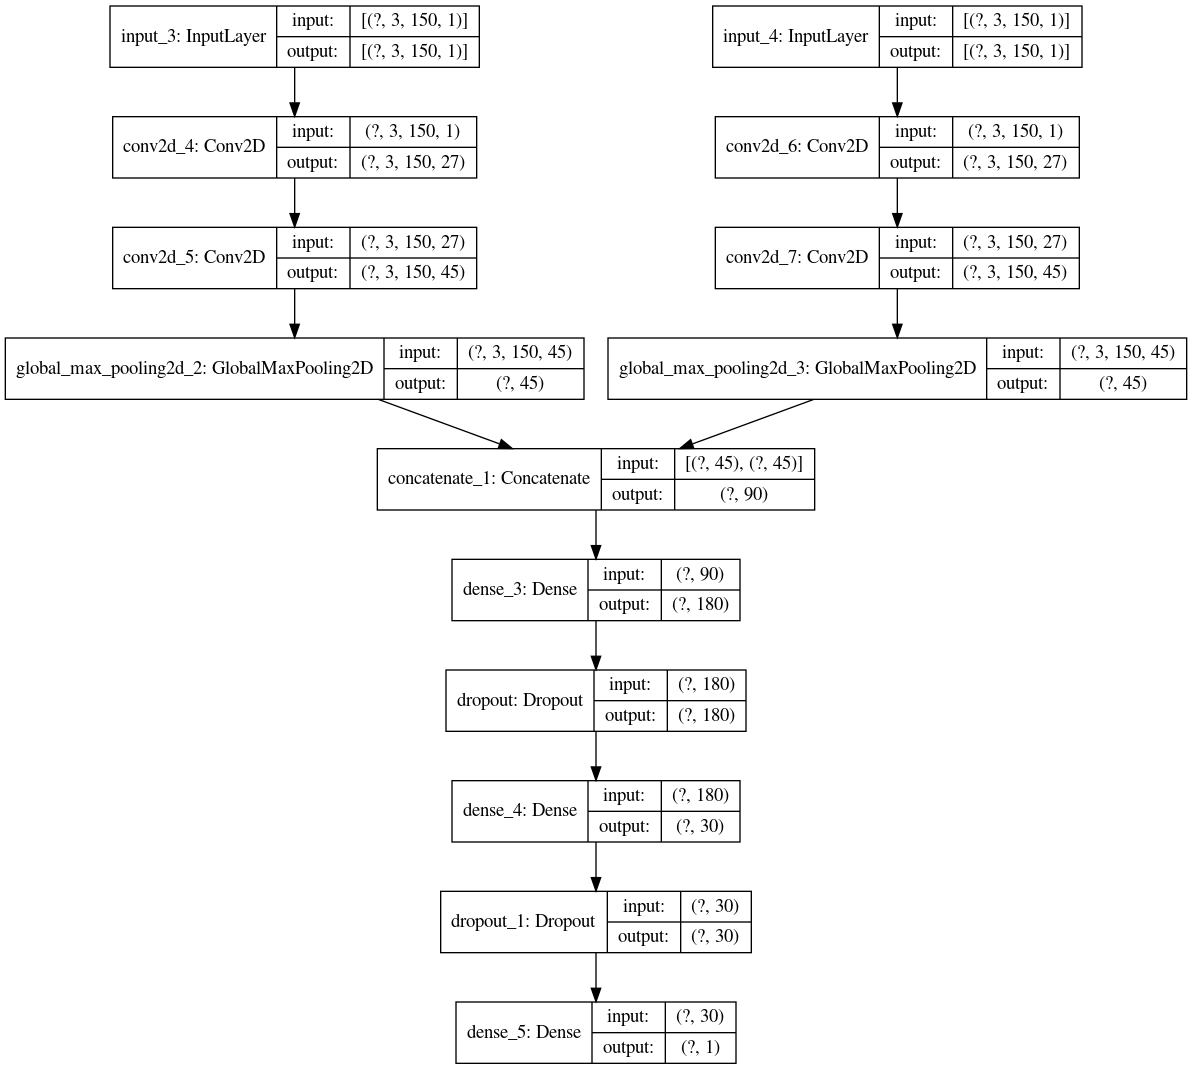 input_3: InputLayer
input: [(?, 3, 150, 1)]
output: [(?, 3, 150, 1)]
input_4: InputLayer
input: [(?, 3, 150, 1)]
output: [(?, 3, 150, 1)]
conv2d_4: Conv2D
input: (?, 3, 150, 1)
output: (?, 3, 150, 27)
conv2d_6: Conv2D
input: (?, 3, 150, 1)
output: (?, 3, 150, 27)
conv2d_5: Conv2D
input: (?, 3, 150, 27)
output: (?, 3, 150, 45)
conv2d_7: Conv2D
input: (?, 3, 150, 27)
output: (?, 3, 150, 45)
global_max_pooling2d_2: GlobalMaxPooling2D
input: (?, 3, 150, 45)
output: (?, 45)
global_max_pooling2d_3: GlobalMaxPooling2D
input: (?, 3, 150, 45)
output: (?, 45)
concatenate_1: Concatenate
input: [(?, 45), (?, 45)]
output: (?, 90)
dense_3: Dense
input: (?, 90)
output: (?, 180)
dropout: Dropout
input: (?, 180)
output: (?, 180)
dense_4: Dense
input: (?, 180)
output: (?, 30)
dropout_1: Dropout
input: (?, 30)
output: (?, 30)
dense_5: Dense
input: (?, 30)
output: (?, 1)